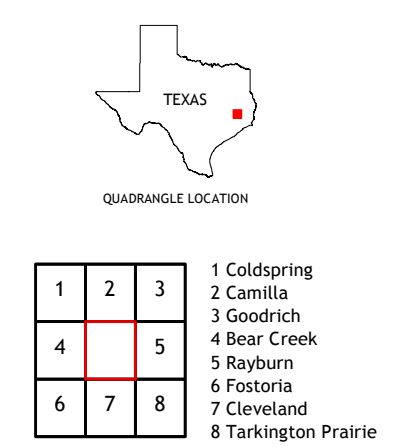 TEXAS
QUADRANGLE LOCATION
1 2 3
4 5
6 7 8
1 Coldspring
2 Camilla
3 Goodrich
4 Bear Creek
5 Rayburn
6 Fostoria
7 Cleveland
8 Tarkington Prairie